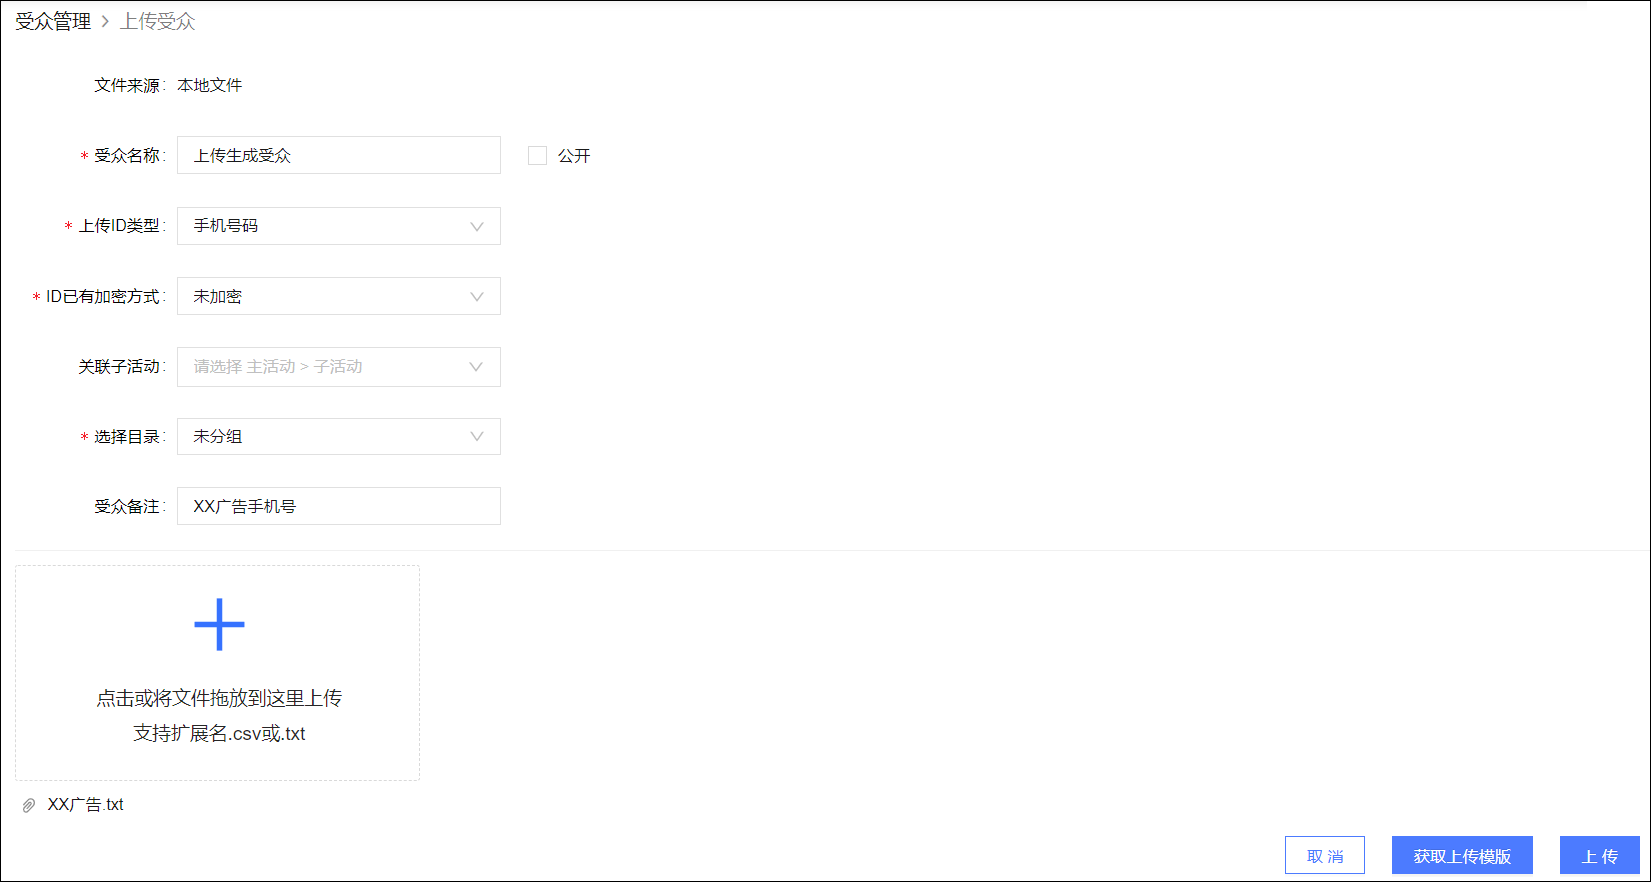 受众管理 > 上传受众
文件来源: 本地文件
* 受众名称: 上传生成受众 公开
* 上传ID类型: 手机号码
* ID已有加密方式: 未加密
关联子活动: 请选择 主活动 > 子活动
* 选择目录: 未分组
受众备注: XX广告手机号
点击或将文件拖放到这里上传
支持扩展名.csv或.txt
XX广告.txt
取 消 获取上传模版 上 传